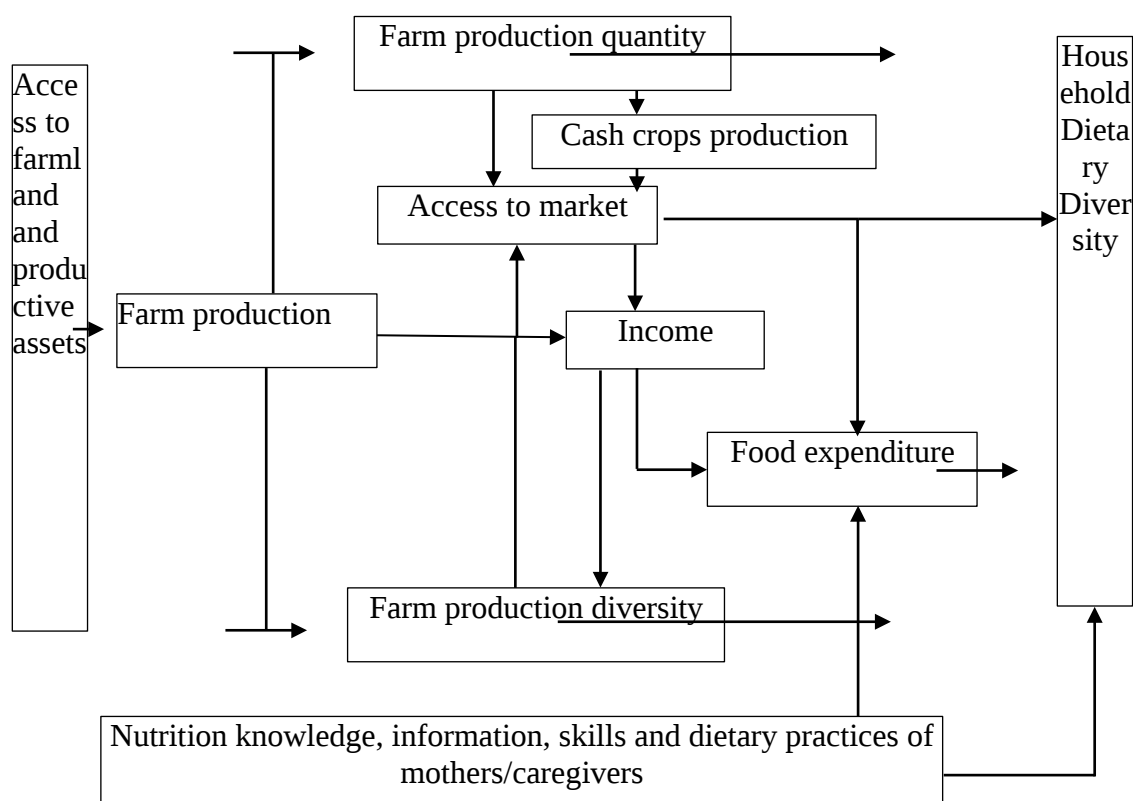 Farm production quantity
Acce
ss to
farml
and
and
produ
ctive
assets
Hous
ehold
Dieta
ry
Diver
sity
Cash crops production
Access to market
Farm production
Income
Food expenditure
Farm production diversity
Nutrition knowledge, information, skills and dietary practices of
mothers/caregivers